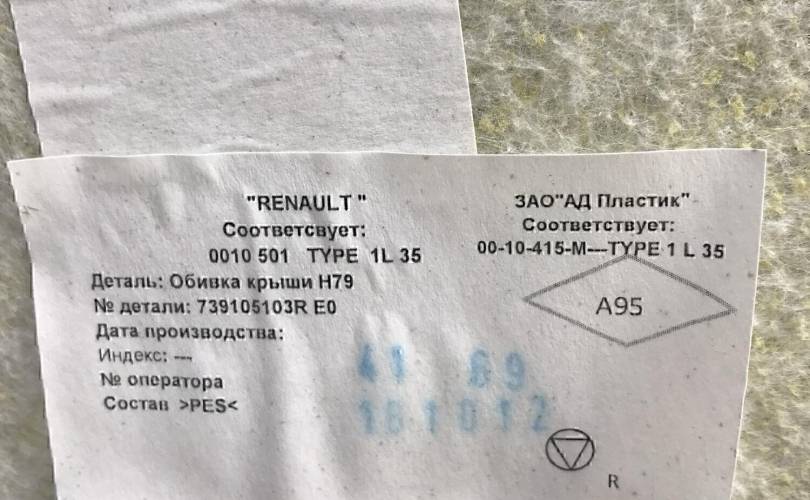 "RENAULT "
Соответсвует:
0010 501 TYPE 1L 35
ЗАО"АД Пластик"
Соответствует:
00-10-415-М---TYPE 1 L 35
A95
Деталь: Обивка крыши H79
№ детали: 739105103R E0
Дата производства:
Индекс: ---
№ оператора
Состав >PES<
41 69
161012
R